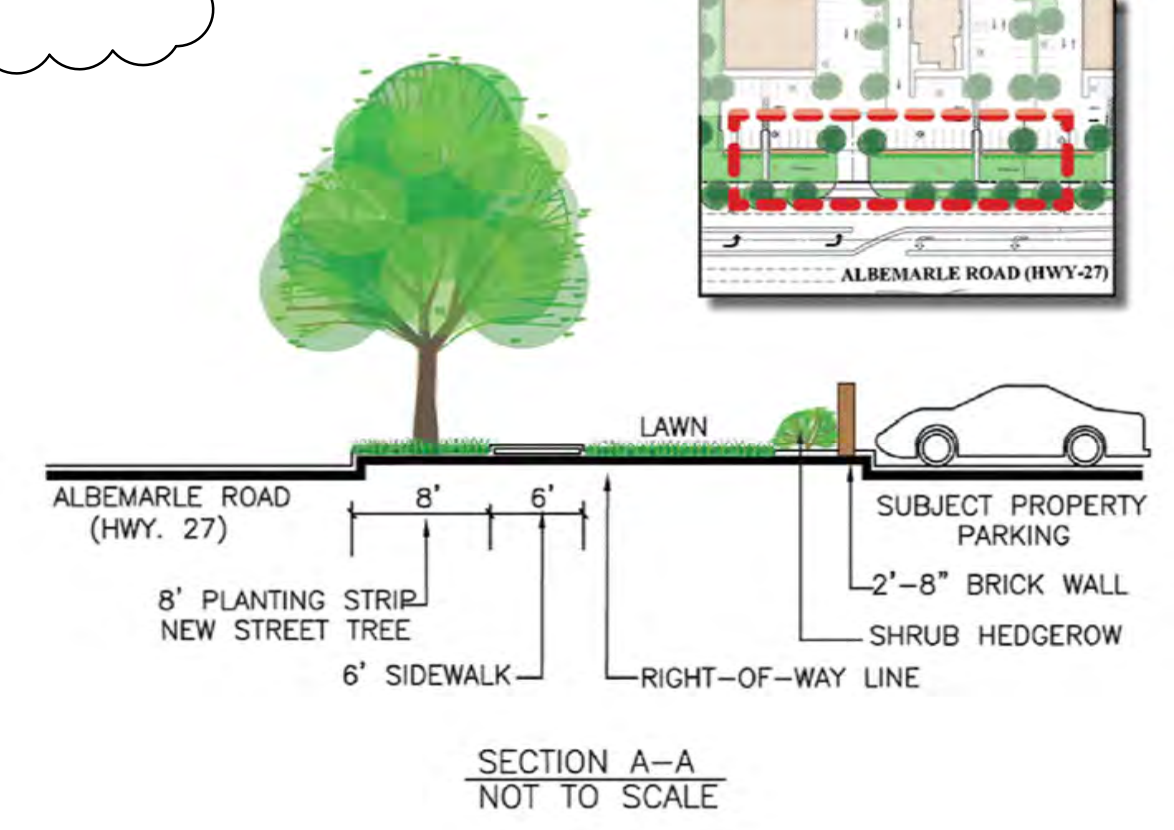 ALBEMARLE ROAD (HWY-27)
LAWN
ALBEMARLE ROAD
(HWY. 27)
8'
6'
SUBJECT PROPERTY
PARKING
8' PLANTING STRIP
NEW STREET TREE
2'-8" BRICK WALL
SHRUB HEDGEROW
6' SIDEWALK
RIGHT-OF-WAY LINE
SECTION A-A
NOT TO SCALE